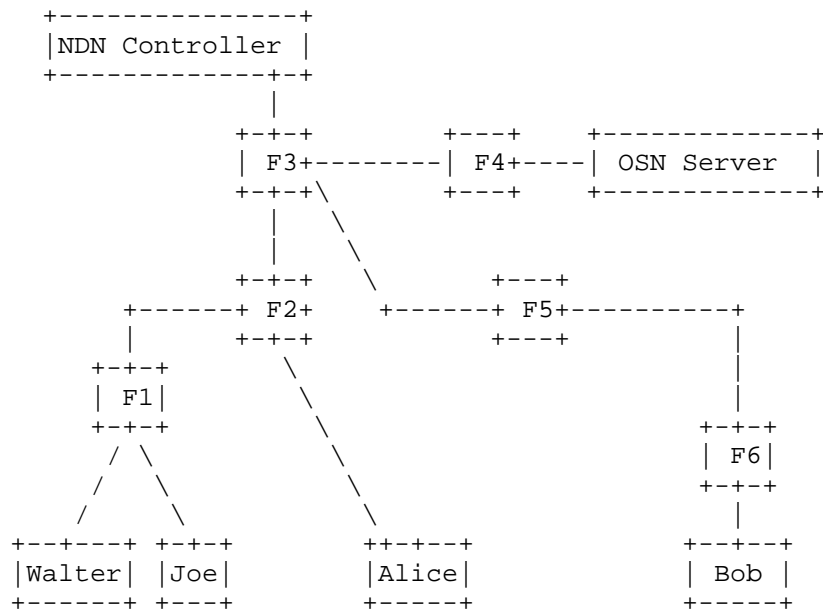 NDN Controller
F3 F4 OSN Server
F2 F5
F1
F6
Walter Joe Alice Bob